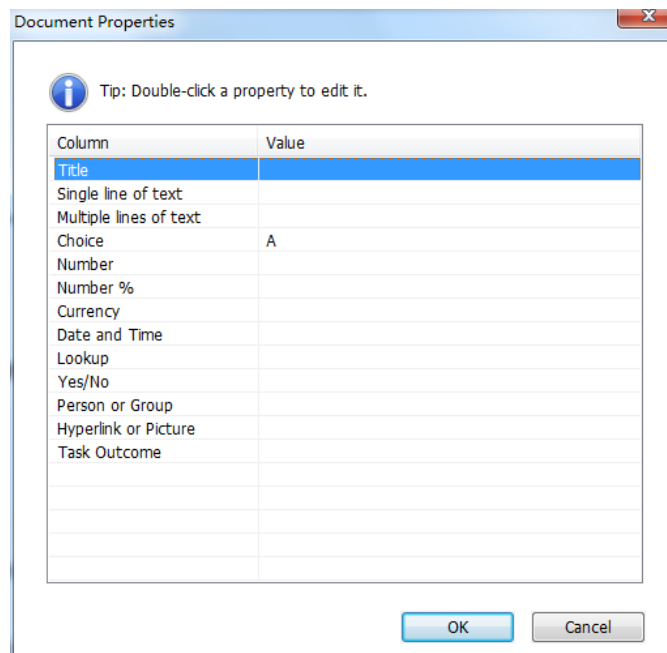 Document Properties
Tip: Double-click a property to edit it.
Column Value
Title
Single line of text
Multiple lines of text
Choice A
Number
Number %
Currency
Date and Time
Lookup
Yes/No
Person or Group
Hyperlink or Picture
Task Outcome
OK Cancel